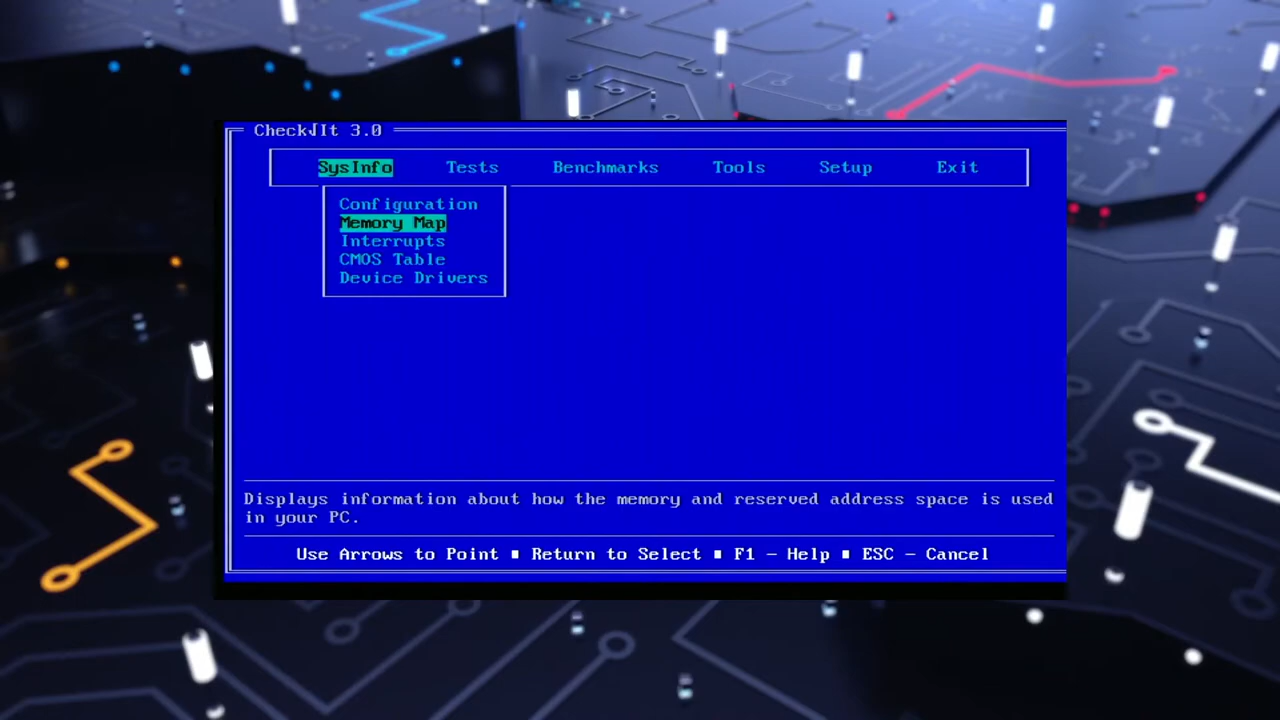 Check√It 3.0
SysInfo Tests Benchmarks Tools Setup Exit
Configuration
Memory Map
Interrupts
CMOS Table
Device Drivers
Displays information about how the memory and reserved address space is used
in your PC.
Use Arrows to Point ■ Return to Select ■ F1 – Help ■ ESC – Cancel